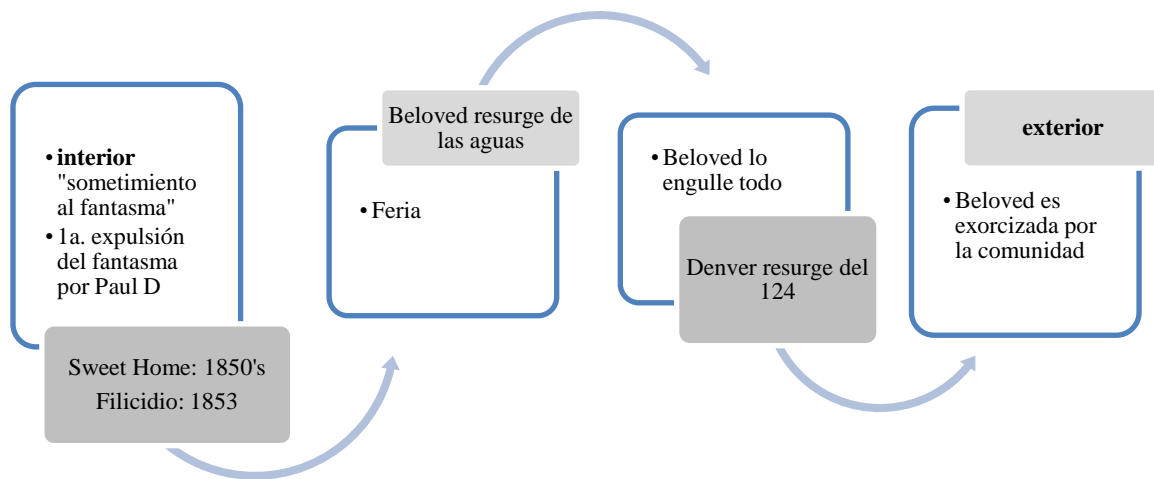 • interior
"sometimiento
al fantasma"
• 1a. expulsión
del fantasma
por Paul D
Sweet Home: 1850's
Filicidio: 1853
Beloved resurge de
las aguas
• Feria
• Beloved lo
engulle todo
Denver resurge del
124
exterior
• Beloved es
exorcizada por
la comunidad